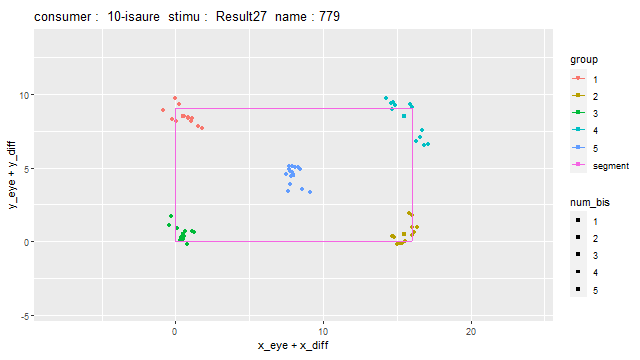 consumer : 10-isaure stimu : Result27 name : 779
y_eye + y_diff
10
5
0
-5
0
10
20
x_eye + x_diff
group
1
2
3
4
5
segment
num_bis
1
2
3
4
5